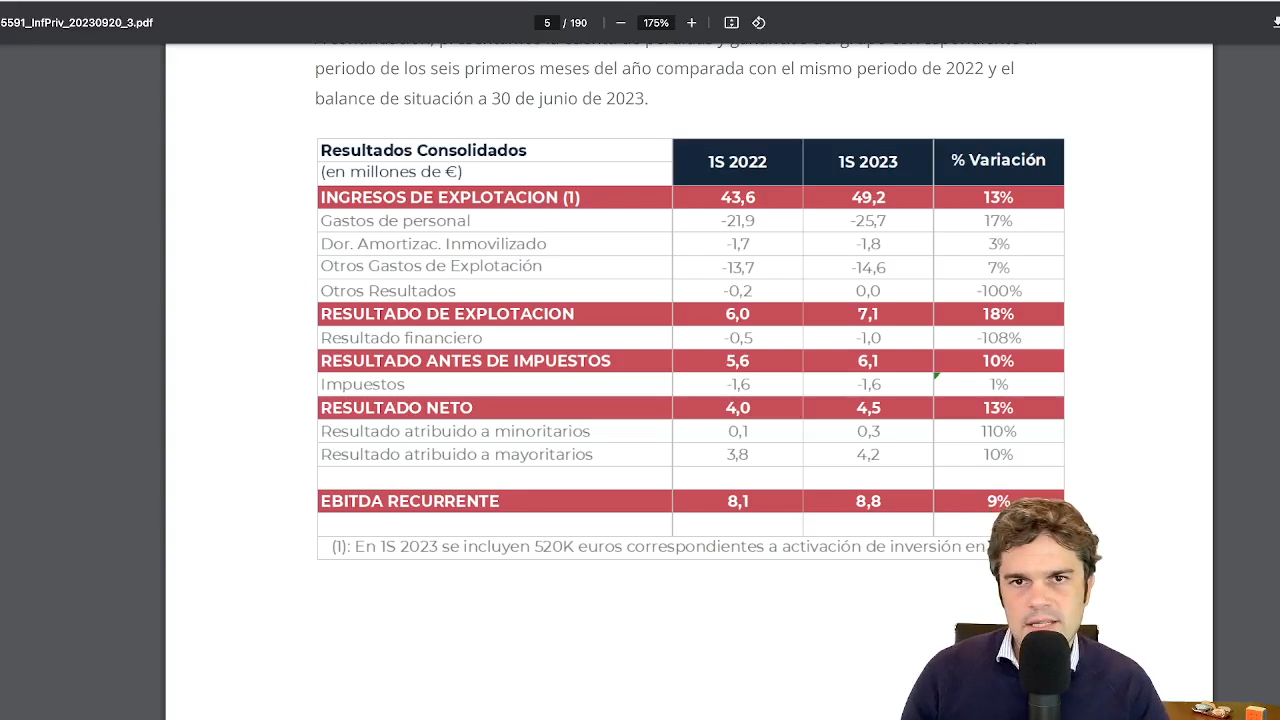 5591_InfPriv_20230920_3.pdf
5 / 190
175%
periodo de los seis primeros meses del año comparada con el mismo periodo de 2022 y el
balance de situación a 30 de junio de 2023.
Resultados Consolidados
(en millones de €)
1S 2022 1S 2023 % Variación
INGRESOS DE EXPLOTACION (1) 43,6 49,2 13%
Gastos de personal -21,9 -25,7 17%
Dor. Amortizac. Inmovilizado -1,7 -1,8 3%
Otros Gastos de Explotación -13,7 -14,6 7%
Otros Resultados -0,2 0,0 -100%
RESULTADO DE EXPLOTACION 6,0 7,1 18%
Resultado financiero -0,5 -1,0 -108%
RESULTADO ANTES DE IMPUESTOS 5,6 6,1 10%
Impuestos -1,6 -1,6 1%
RESULTADO NETO 4,0 4,5 13%
Resultado atribuido a minoritarios 0,1 0,3 110%
Resultado atribuido a mayoritarios 3,8 4,2 10%
EBITDA RECURRENTE 8,1 8,8 9%
(1): En 1S 2023 se incluyen 520K euros correspondientes a activación de inversión en